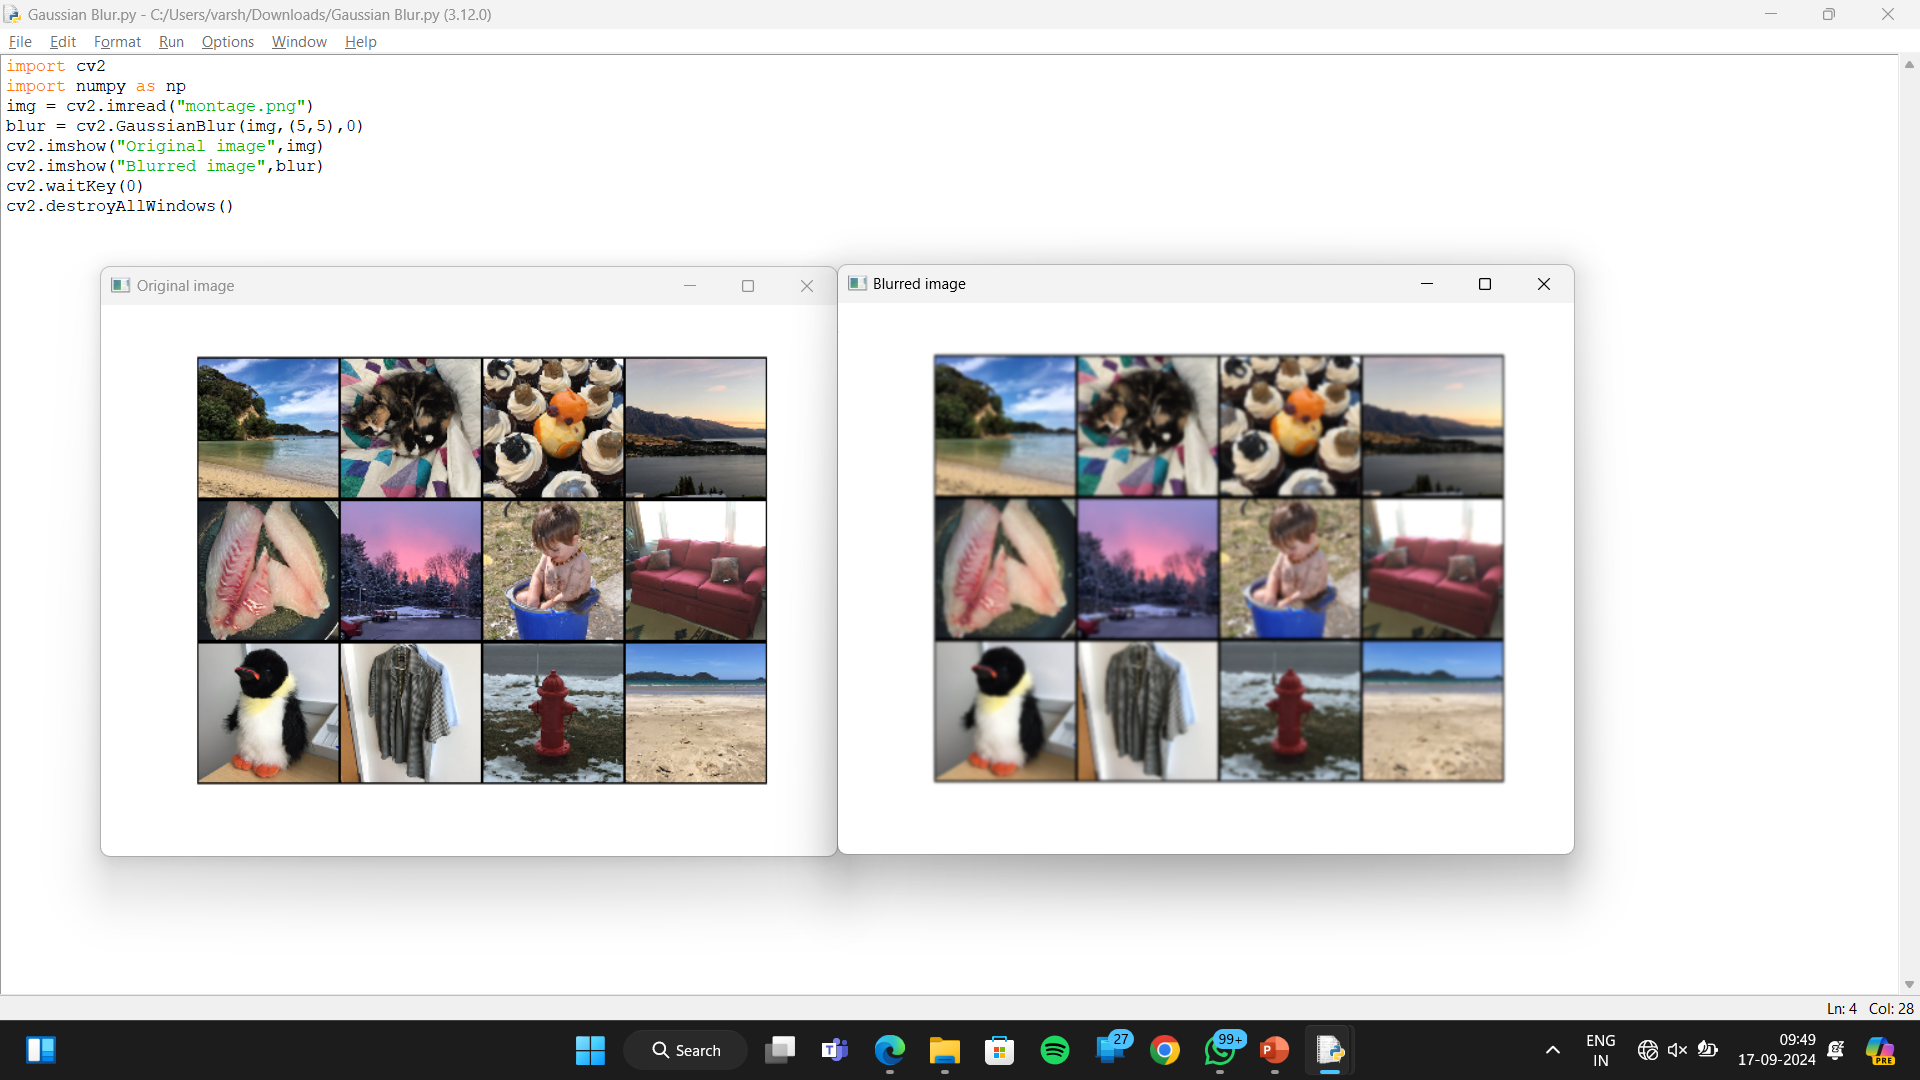 Gaussian Blur.py - C:/Users/varsh/Downloads/Gaussian Blur.py (3.12.0)
File Edit Format Run Options Window Help
import cv2
import numpy as np
img = cv2.imread("montage.png")
blur = cv2.GaussianBlur(img,(5,5),0)
cv2.imshow("Original image",img)
cv2.imshow("Blurred image",blur)
cv2.waitKey(0)
cv2.destroyAllWindows()
Original image
Blurred image
Ln: 4 Col: 28
Search
27
99+
ENG
IN
09:49
17-09-2024
PRE